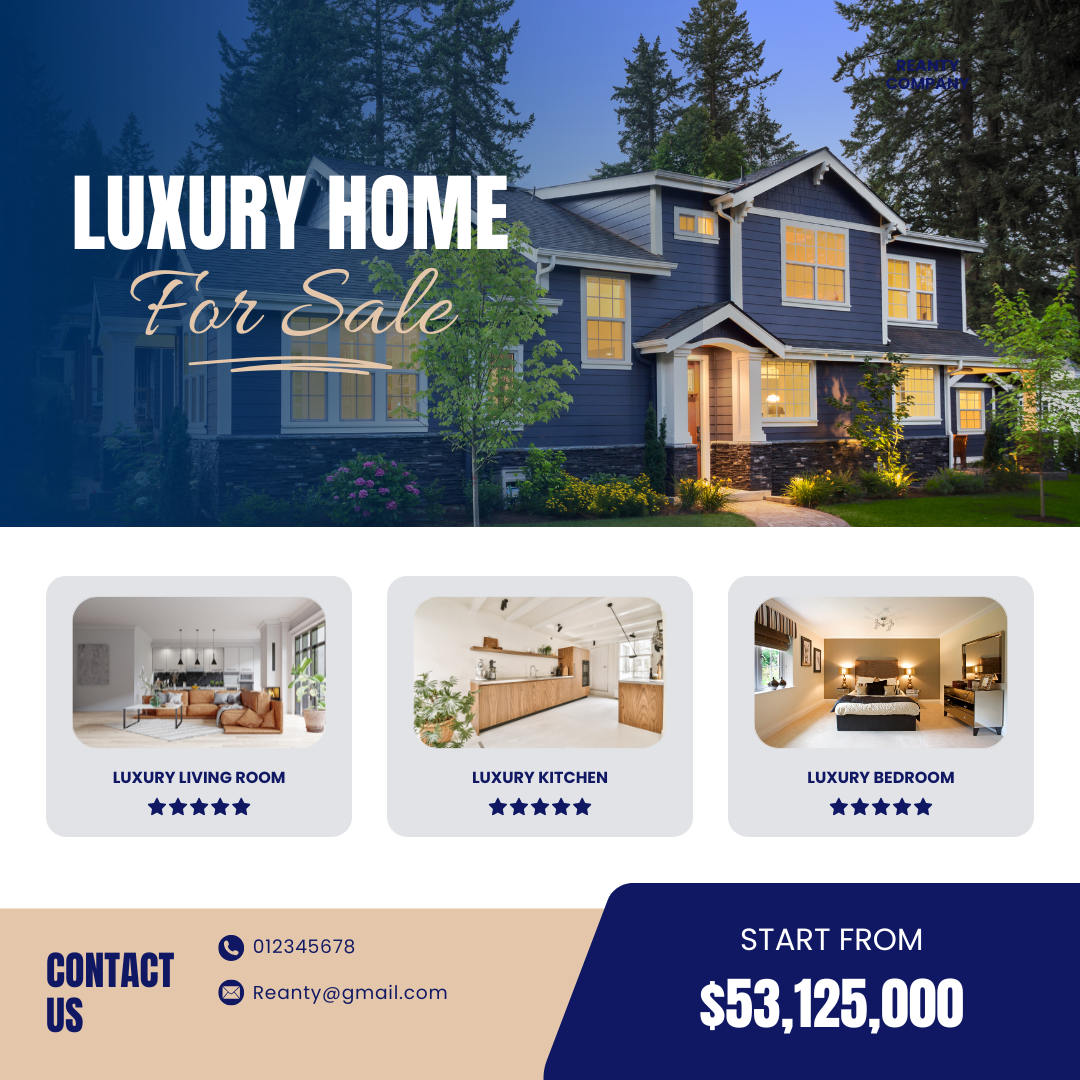 REANTY
COMPANY
LUXURY HOME
For Sale
LUXURY LIVING ROOM
LUXURY KITCHEN
LUXURY BEDROOM
CONTACT
US
012345678
Reanty@gmail.com
START FROM
$53,125,000